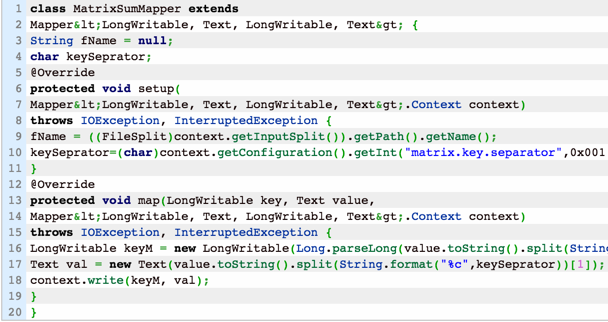 1 class MatrixSumMapper extends
2 Mapper&lt;LongWritable, Text, LongWritable, Text&gt; {
3 String fName = null;
4 char keySeprator;
5 @Override
6 protected void setup(
7 Mapper&lt;LongWritable, Text, LongWritable, Text&gt;.Context context)
8 throws IOException, InterruptedException {
9 fName = ((FileSplit)context.getInputSplit()).getPath().getName();
10 keySeprator=(char)context.getConfiguration().getInt("matrix.key.separator",0x001
11 }
12 @Override
13 protected void map(LongWritable key, Text value,
14 Mapper&lt;LongWritable, Text, LongWritable, Text&gt;.Context context)
15 throws IOException, InterruptedException {
16 LongWritable keyM = new LongWritable(Long.parseLong(value.toString().split(Strin
17 Text val = new Text(value.toString().split(String.format("%c",keySeprator))[1]);
18 context.write(keyM, val);
19 }
20 }